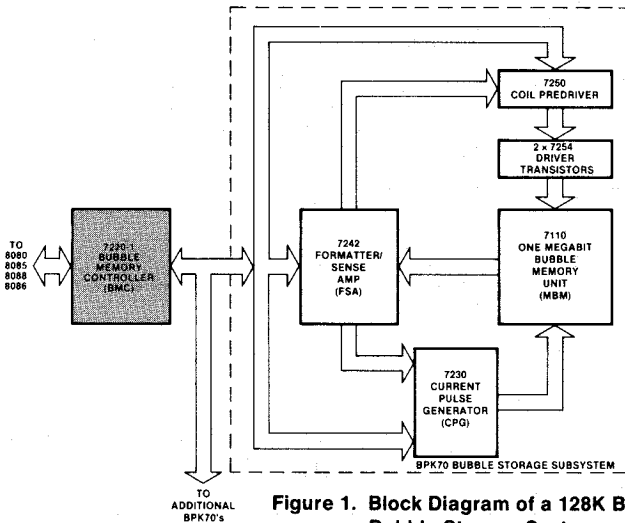 7250
COIL PREDRIVER
2 x 7254
DRIVER
TRANSISTORS
TO
8080
8085
8088
8086
7220-1
BUBBLE
MEMORY
CONTROLLER
(BMC)
7242
FORMATTER/
SENSE
AMP
(FSA)
7110
ONE MEGABIT
BUBBLE
MEMORY
UNIT
(MBM)
7230
CURRENT
PULSE
GENERATOR
(CPG)
BPK70 BUBBLE STORAGE SUBSYSTEM
TO
ADDITIONAL
BPK70's
Figure 1. Block Diagram of a 128K B